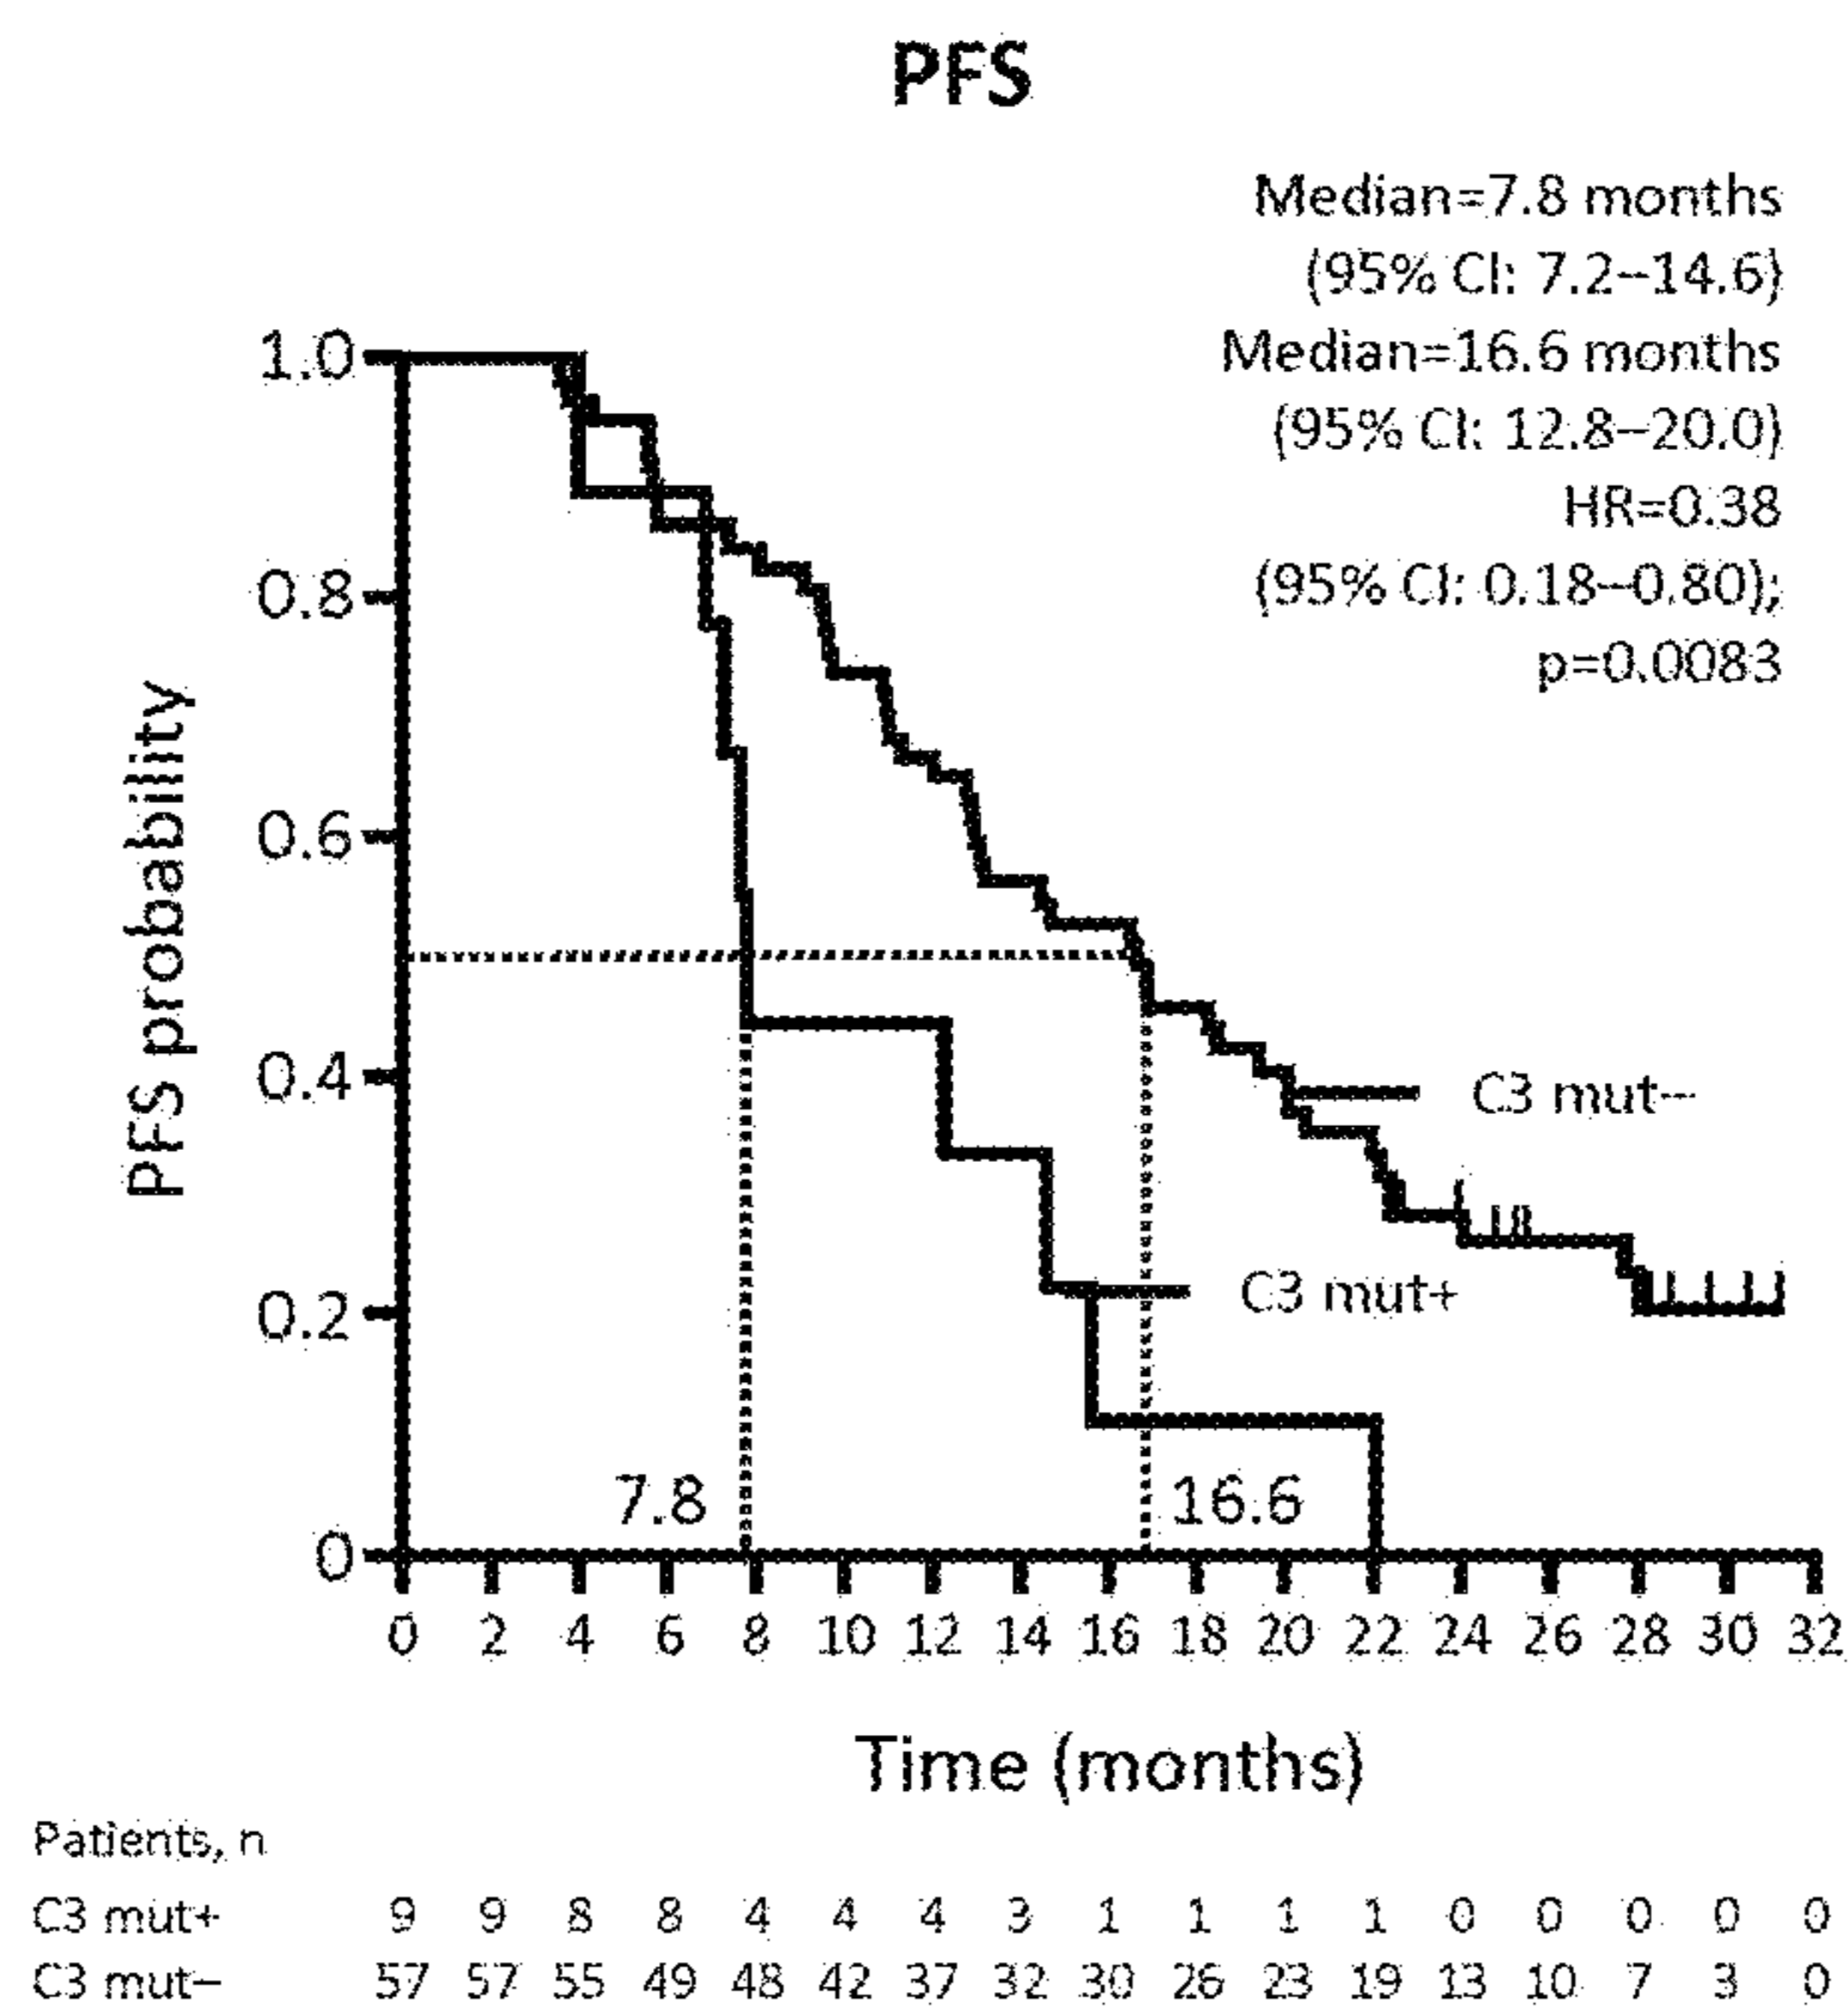 PFS
Median=7.8 months
(95% CI: 7.2–14.6)
Median=16.6 months
(95% CI: 12.8–20.0)
HR=0.38
(95% CI: 0.18–0.80);
p=0.0083
PFS probability
1.0
0.8
0.6
0.4
0.2
0
C3 mut–
C3 mut+
7.8
16.6
0 2 4 6 8 10 12 14 16 18 20 22 24 26 28 30 32
Time (months)
Patients, n
C3 mut+ 9 9 8 8 4 4 4 3 1 1 1 1 0 0 0 0 0
C3 mut– 57 57 55 49 48 42 37 32 30 26 23 19 13 10 7 3 0